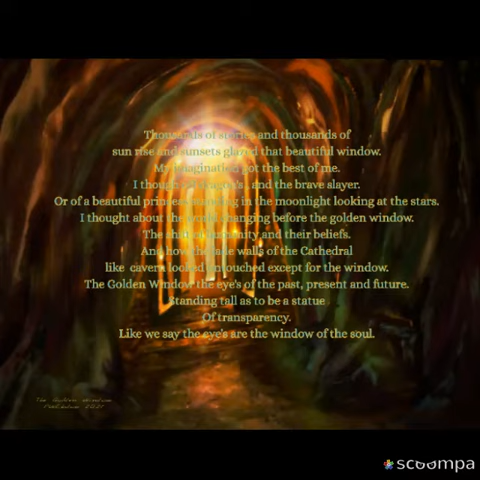 Thousands of stories and thousands of
sun rise and sunsets glazed that beautiful window.
My imagination got the best of me.
I thought of dragon's , and the brave slayer.
Or of a beautiful princess standing in the moonlight looking at the stars.
I thought about the world changing before the golden window.
The shift of humanity and their beliefs.
And how the walls of the Cathedral
like cavern locked untouched except for the window.
The Golden Window the eye's of the past, present and future.
Standing tall as to be a statue
Of transparency.
Like we say the eye's are the window of the soul.
The Golden Window
2021
scoompa